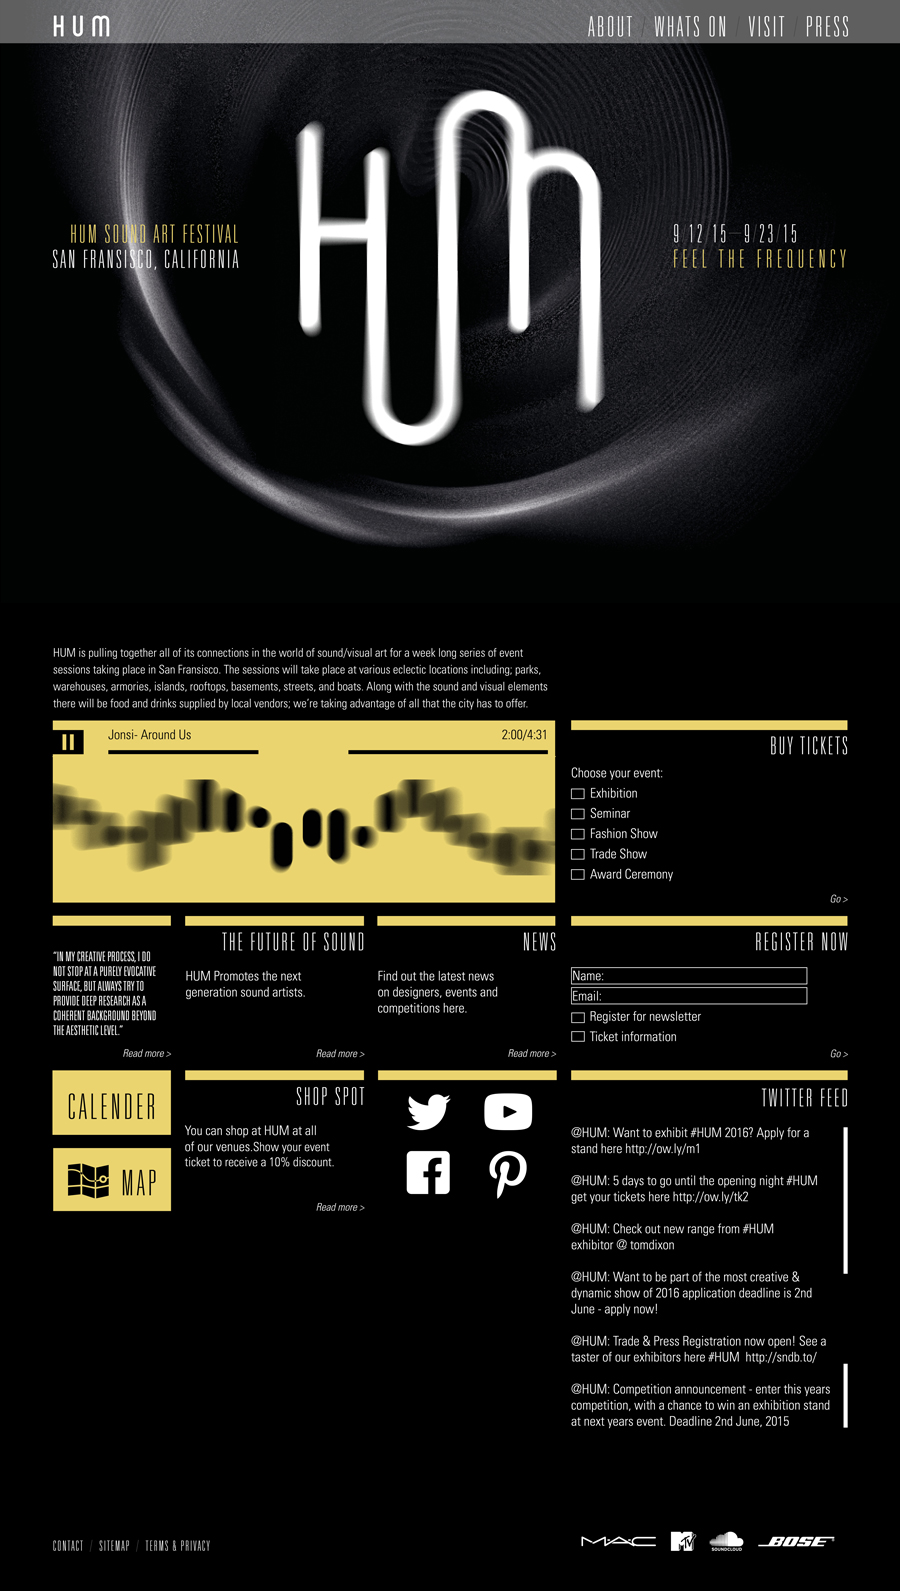 HUM
ABOUT / WHATS ON / VISIT / PRESS
HUM
HUM SOUND ART FESTIVAL
SAN FRANSISCO, CALIFORNIA
9/12/15—9/23/15
FEEL THE FREQUENCY
HUM is pulling together all of its connections in the world of sound/visual art for a week long series of event
sessions taking place in San Fransisco. The sessions will take place at various eclectic locations including; parks,
warehouses, armories, islands, rooftops, basements, streets, and boats. Along with the sound and visual elements
there will be food and drinks supplied by local vendors; we're taking advantage of all that the city has to offer.
Jonsi- Around Us
2:00/4:31
BUY TICKETS
Choose your event:
Exhibition
Seminar
Fashion Show
Trade Show
Award Ceremony
Go >
"IN MY CREATIVE PROCESS, I DO
NOT STOP AT A PURELY EVOCATIVE
SURFACE, BUT ALWAYS TRY TO
PROVIDE DEEP RESEARCH AS A
COHERENT BACKGROUND BEYOND
THE AESTHETIC LEVEL."
Read more >
THE FUTURE OF SOUND
HUM Promotes the next
generation sound artists.
Read more >
NEWS
Find out the latest news
on designers, events and
competitions here.
Read more >
REGISTER NOW
Name:
Email:
Register for newsletter
Ticket information
Go >
CALENDER
MAP
SHOP SPOT
You can shop at HUM at all
of our venues.Show your event
ticket to receive a 10% discount.
Read more >
TWITTER FEED
@HUM: Want to exhibit #HUM 2016? Apply for a
stand here http://ow.ly/m1
@HUM: 5 days to go until the opening night #HUM
get your tickets here http://ow.ly/tk2
@HUM: Check out new range from #HUM
exhibitor @ tomdixon
@HUM: Want to be part of the most creative &
dynamic show of 2016 application deadline is 2nd
June - apply now!
@HUM: Trade & Press Registration now open! See a
taster of our exhibitors here #HUM http://sndb.to/
@HUM: Competition announcement - enter this years
competition, with a chance to win an exhibition stand
at next years event. Deadline 2nd June, 2015
CONTACT / SITEMAP / TERMS & PRIVACY
MAC
MTV
SOUNDCLOUD
BOSE